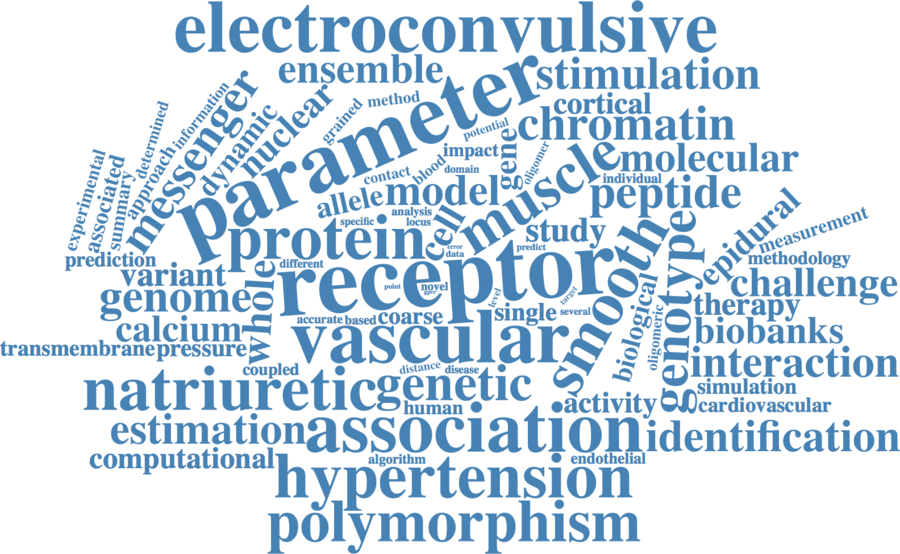 electroconvulsive
ensemble
stimulation
parameter
messenger
nuclear
dynamic
information
determined
approach
summary
associated
experimental
grained
method
potential
cortical
chromatin
gene
oligomer
impact
domain
blood
contact
muscle
molecular
individual
peptide
allele
model
analysis
locus
specific
cell
protein
study
predict
error
data
prediction
variant
genome
whole
different
receptor
point
novel
gpcr
level
target
several
single
smooth
genotype
epidural
measurement
methodology
challenge
therapy
biological
oligomeric
biobanks
calcium
accurate
based
coarse
vascular
transmembrane
pressure
coupled
distance
disease
interaction
simulation
natriuretic
genetic
human
activity
cardiovascular
estimation
association
identification
computational
algorithm
endothelial
hypertension
polymorphism